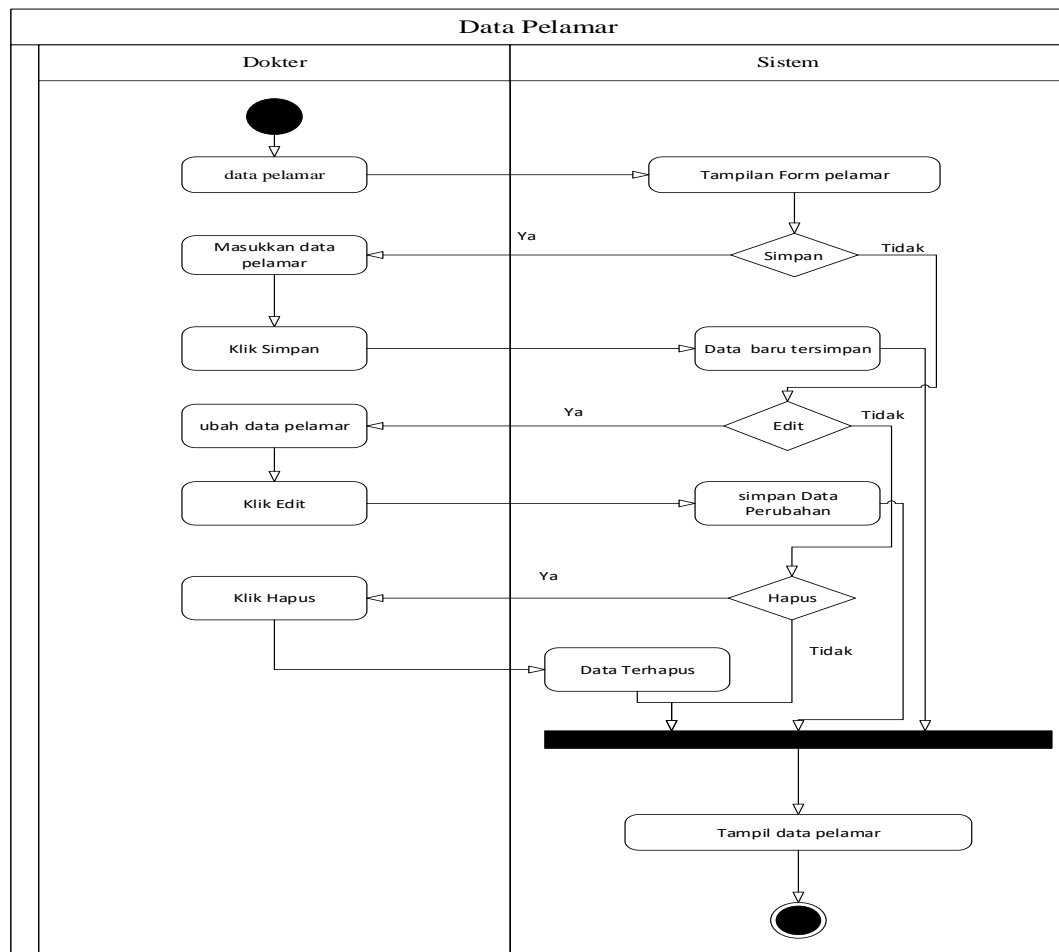 Data Pelamar
Dokter
Sistem
data pelamar
Tampilan Form pelamar
Masukkan data
pelamar
Ya
Simpan
Tidak
Klik Simpan
Data baru tersimpan
ubah data pelamar
Ya
Edit
Tidak
Klik Edit
simpan Data
Perubahan
Klik Hapus
Ya
Hapus
Tidak
Data Terhapus
Tampil data pelamar